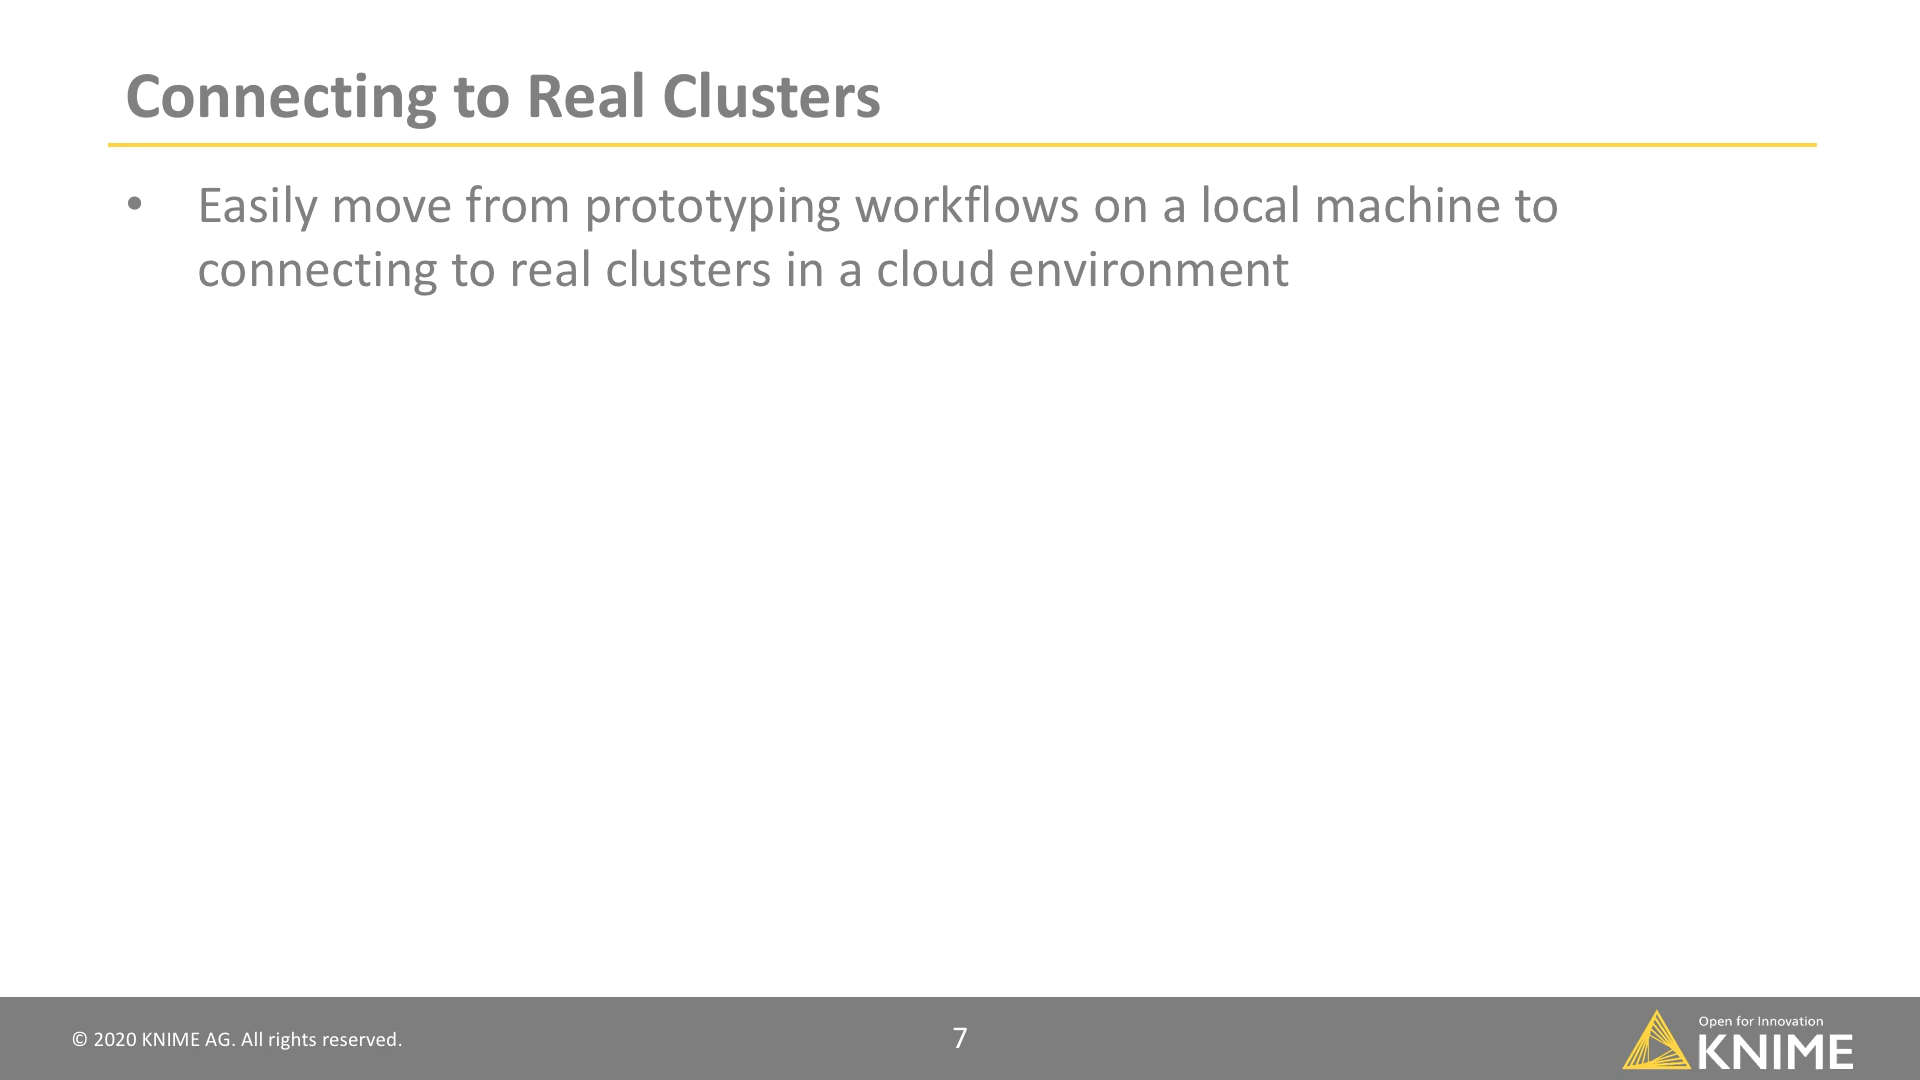 Connecting to Real Clusters
• Easily move from prototyping workflows on a local machine to
connecting to real clusters in a cloud environment
© 2020 KNIME AG. All rights reserved.
7
Open for Innovation
KNIME